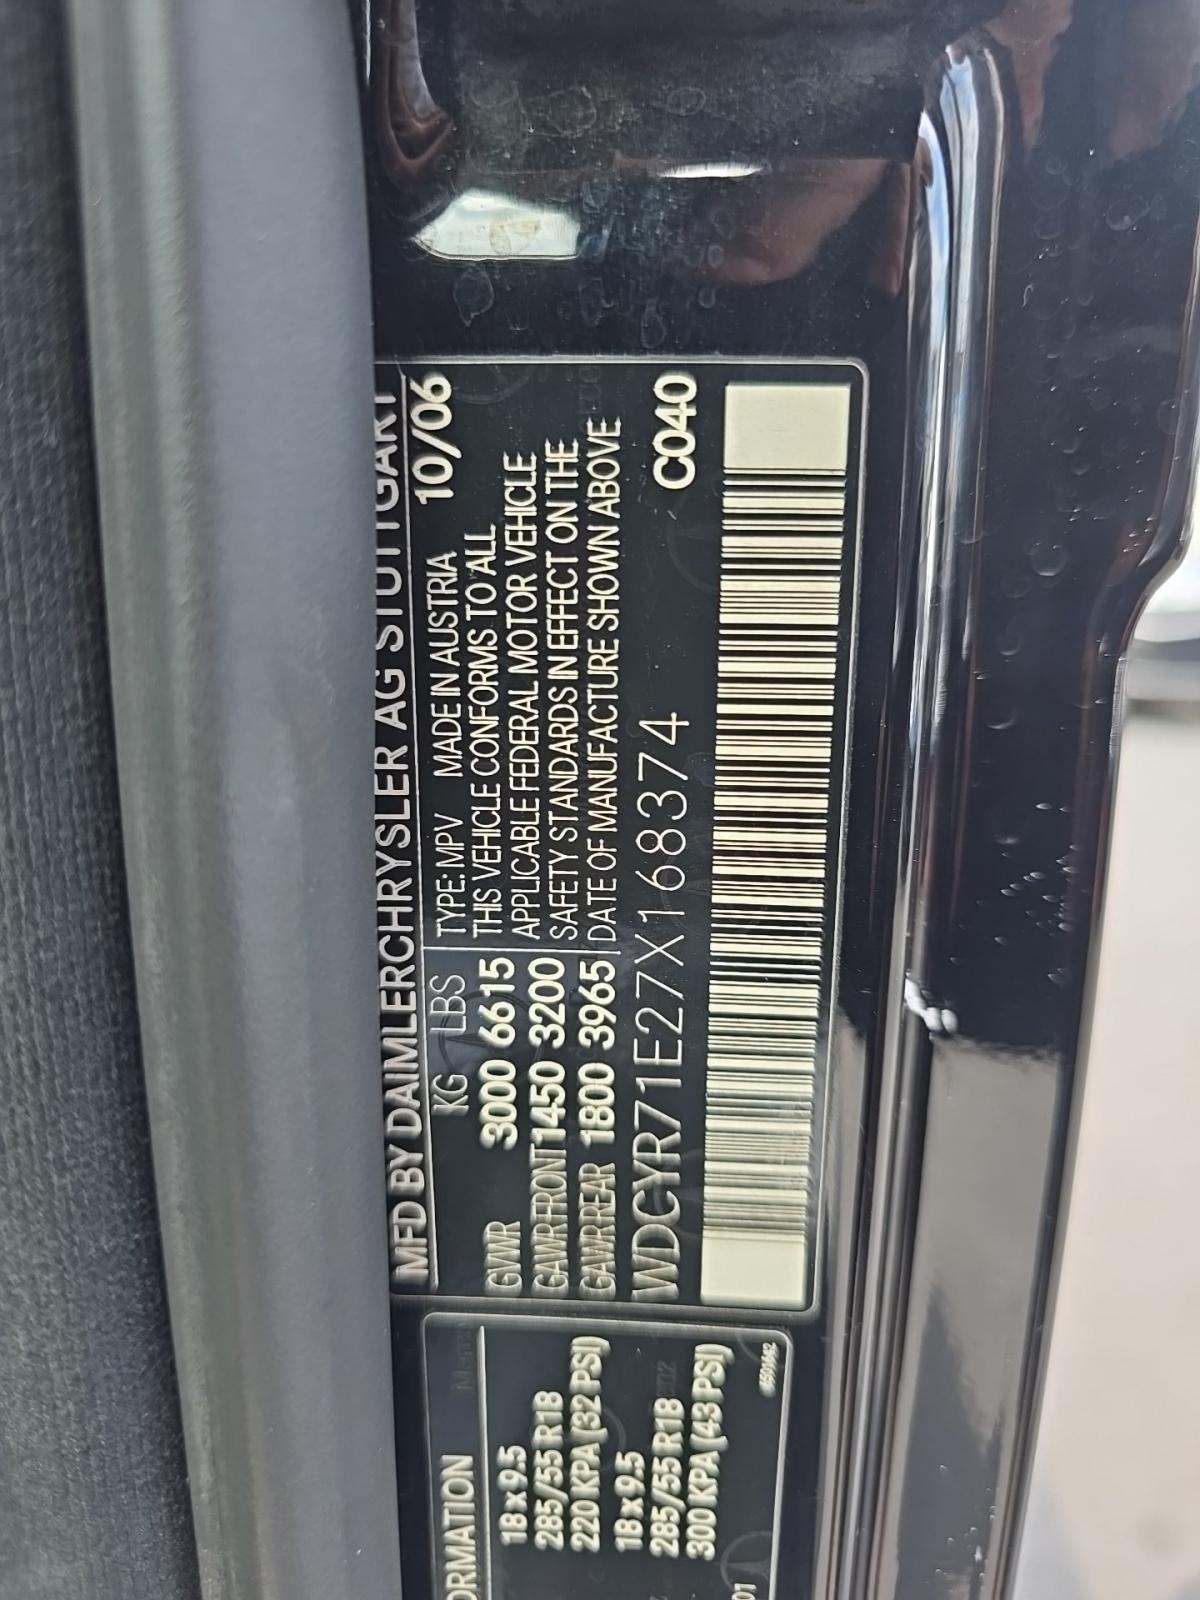 MFD BY DAIMLERCHRYSLER AG STUTTGART
KG LBS
GWR 3000 6615
GAWR FRONT 1450 3200
GAWR REAR 1800 3965
TYPE: MPV MADE IN AUSTRIA 10/06
THIS VEHICLE CONFORMS TO ALL
APPLICABLE FEDERAL MOTOR VEHICLE
SAFETY STANDARDS IN EFFECT ON THE
DATE OF MANUFACTURE SHOWN ABOVE
WDCYR71E27X168374 C040
ORMATION
18 x 9.5
285/55 R18
220 KPA (32 PSI)
18 x 9.5
285/55 R18
300 KPA (43 PSI)
01